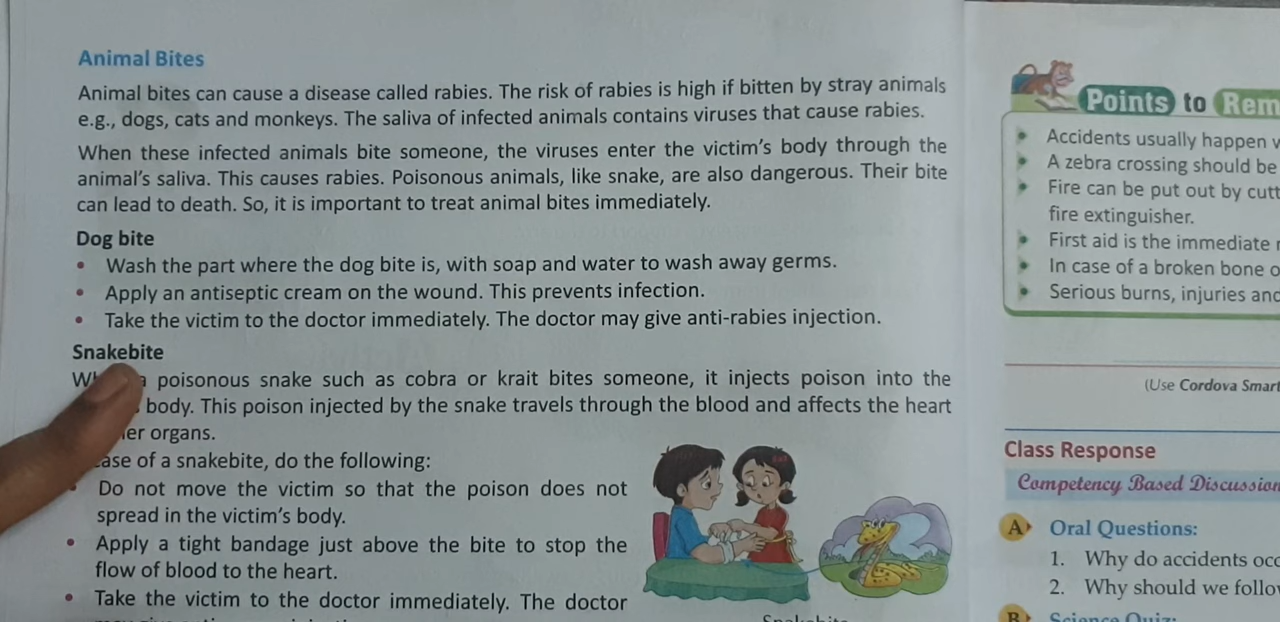 Animal Bites
Animal bites can cause a disease called rabies. The risk of rabies is high if bitten by stray animals
e.g., dogs, cats and monkeys. The saliva of infected animals contains viruses that cause rabies.
When these infected animals bite someone, the viruses enter the victim's body through the
animal's saliva. This causes rabies. Poisonous animals, like snake, are also dangerous. Their bite
can lead to death. So, it is important to treat animal bites immediately.
Dog bite
• Wash the part where the dog bite is, with soap and water to wash away germs.
• Apply an antiseptic cream on the wound. This prevents infection.
• Take the victim to the doctor immediately. The doctor may give anti-rabies injection.
Snakebite
poisonous snake such as cobra or krait bites someone, it injects poison into the
body. This poison injected by the snake travels through the blood and affects the heart
organs.
of a snakebite, do the following:
• Do not move the victim so that the poison does not
spread in the victim's body.
• Apply a tight bandage just above the bite to stop the
flow of blood to the heart.
• Take the victim to the doctor immediately. The doctor
Points to
• Accidents usually happen
• A zebra crossing should be
• Fire can be put out by
fire extinguisher.
• First aid is the immediate
• In case of a broken bone
• Serious burns, injuries
(Use Cordova
Class Response
Competency Based
A Oral Questions:
1. Why do accidents
2. Why should we
B Science Quiz: